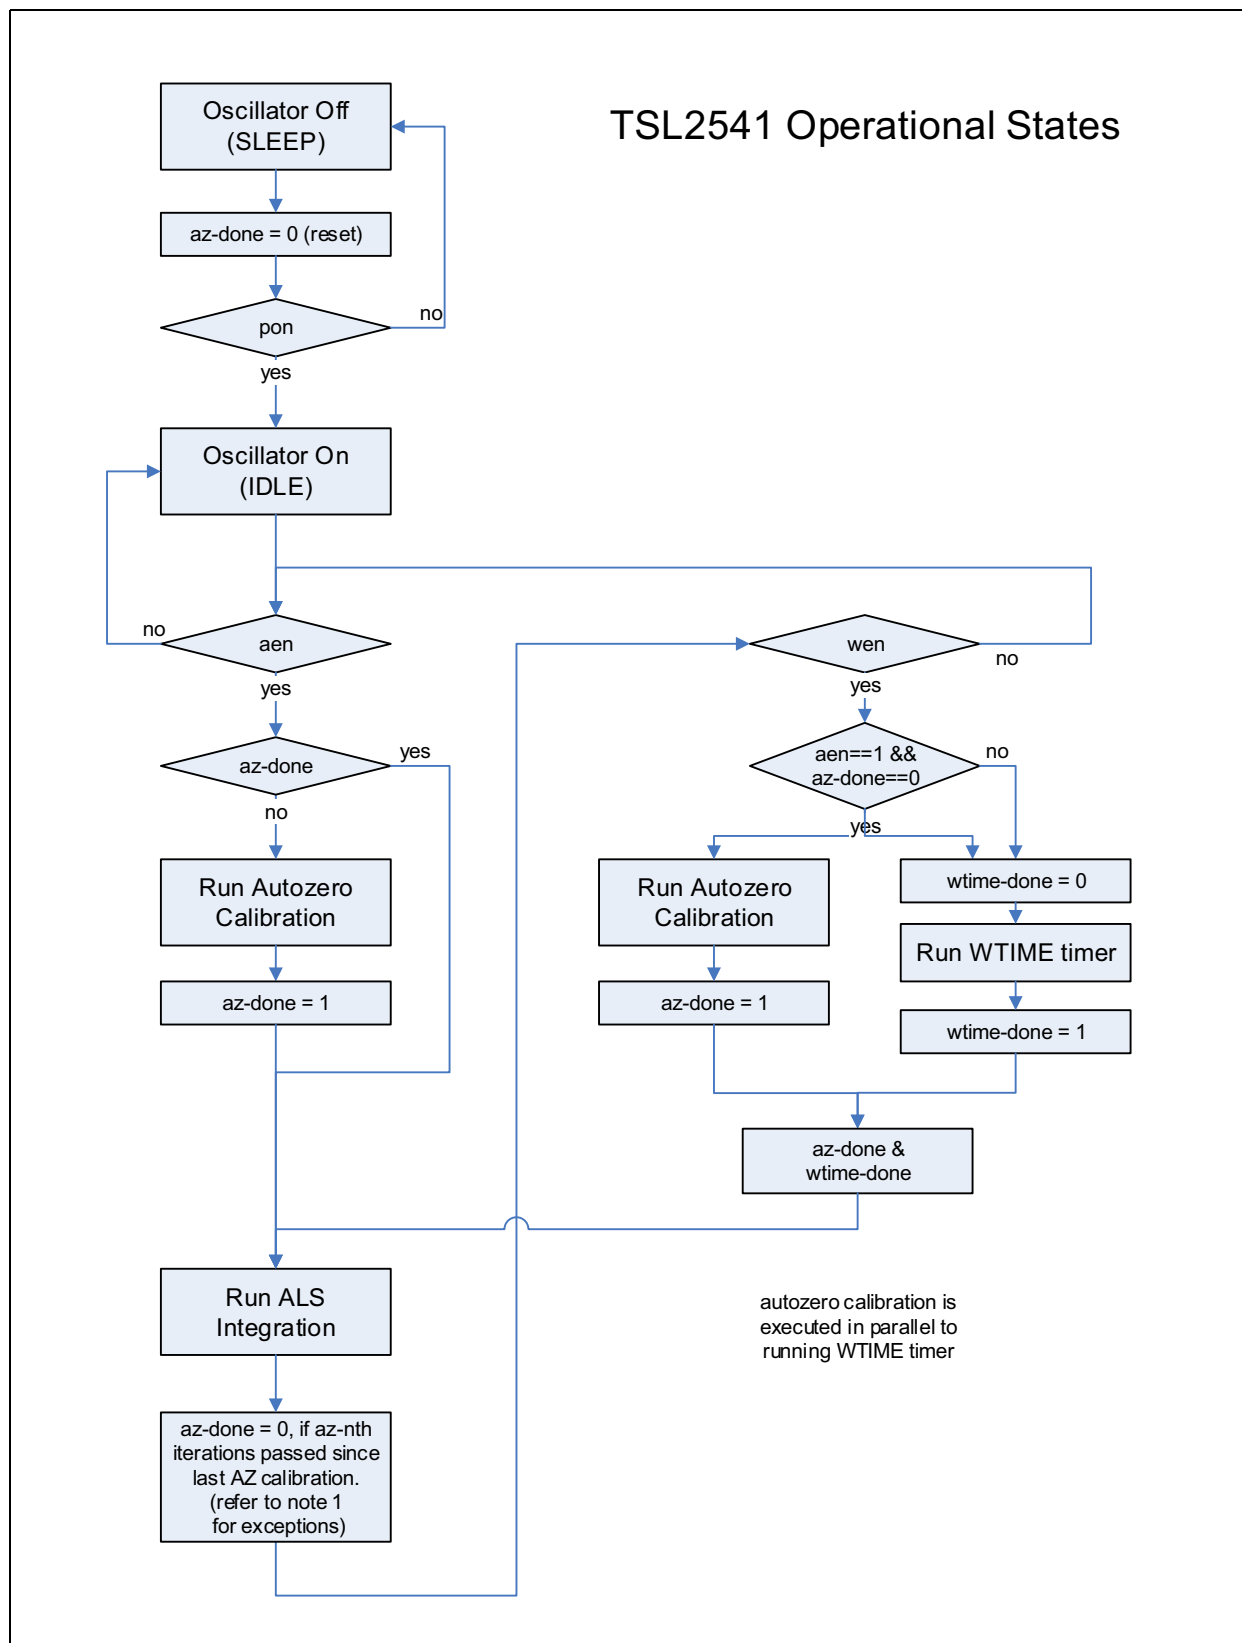 TSL2541 Operational States
Oscillator Off
(SLEEP)
az-done = 0 (reset)
pon
no
yes
Oscillator On
(IDLE)
aen
no
yes
az-done
yes
no
Run Autozero
Calibration
az-done = 1
wen
no
yes
aen==1 &&
az-done==0
no
yes
Run Autozero
Calibration
az-done = 1
wtime-done = 0
Run WTIME timer
wtime-done = 1
az-done &
wtime-done
Run ALS
Integration
autozero calibration is
executed in parallel to
running WTIME timer
az-done = 0, if az-nth
iterations passed since
last AZ calibration.
(refer to note 1
for exceptions)